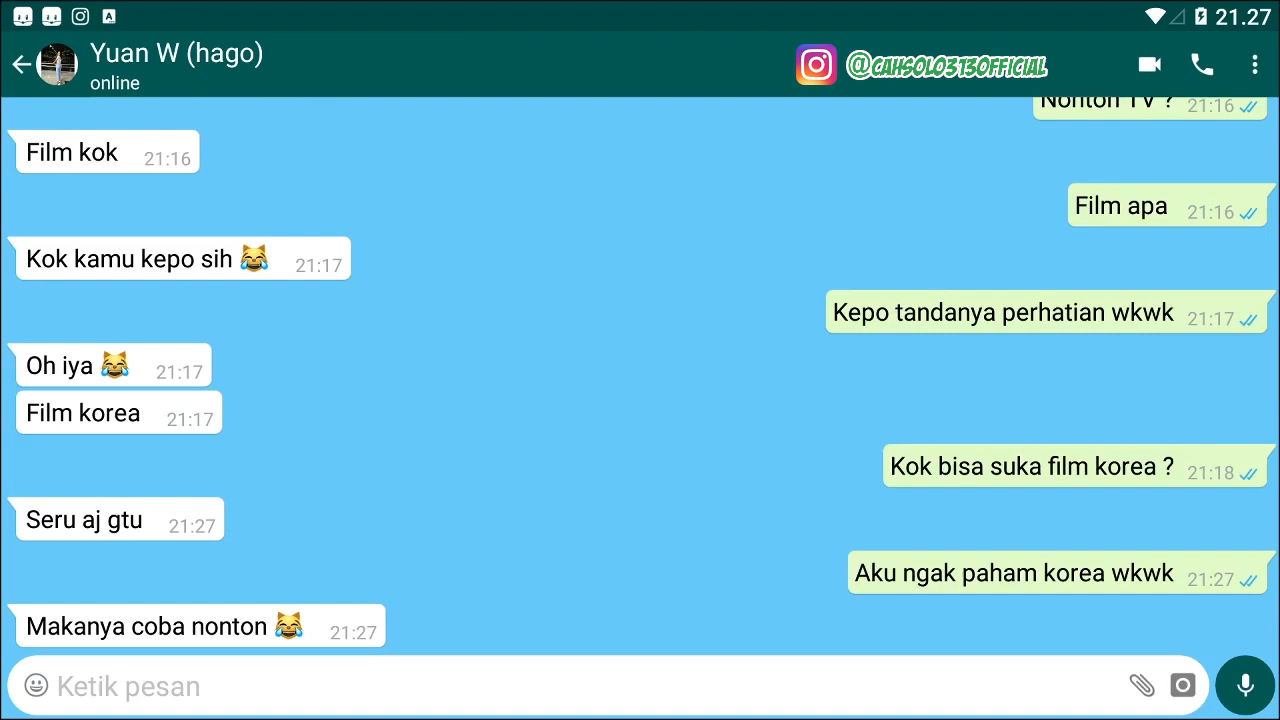 21.27
Yuan W (hago)
online
@CAHSOLO313OFFICIAL
Nonton TV ? 21:16
Film kok 21:16
Film apa 21:16
Kok kamu kepo sih 😹 21:17
Kepo tandanya perhatian wkwk 21:17
Oh iya 😹 21:17
Film korea 21:17
Kok bisa suka film korea ? 21:18
Seru aj gtu 21:27
Aku ngak paham korea wkwk 21:27
Makanya coba nonton 😹 21:27
Ketik pesan